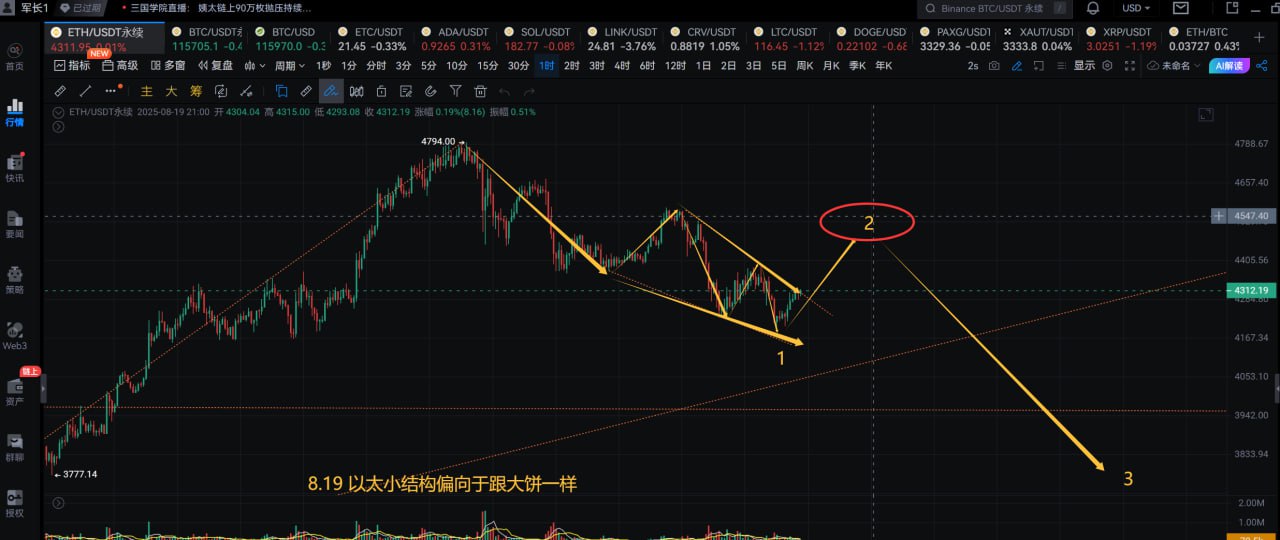 军长1 已过期 三国学院直播： 姨太链上90万枚抛压持续... Binance BTC/USDT 永续 / USD
ETH/USDT永续 BTC/USDT永续 BTC/USD ETC/USDT ADA/USDT SOL/USDT LINK/USDT CRV/USDT LTC/USDT DOGE/USDT PAXG/USDT XAUT/USDT XRP/USDT ETH/BTC
4311.95 0.01% 115705.1 -0.4 115970.0 -0.3 21.45 -0.33% 0.9265 0.31% 182.77 -0.08% 24.81 -3.76% 0.8819 1.05% 116.45 -1.12% 0.22102 -0.68 3329.36 -0.05 3333.8 0.04% 3.0251 -1.19% 0.03727 0.43%
NEW
首页 指标 高级 多窗 复盘 周期 1秒 1分 分时 3分 5分 10分 15分 30分 1时 2时 3时 4时 6时 12时 1日 2日 3日 5日 周K 月K 季K 年K 2s 显示 未命名 AI解读
主 大 筹
行情
ETH/USDT永续 2025-08-19 21:00 开 4304.04 高 4315.00 低 4293.08 收 4312.19 涨幅 0.19%(8.16) 振幅 0.51%
4794.00
4788.67
快讯
4657.40
4547.40
2
要闻
4405.56
策略
4312.19
4284.80
Web3
4167.34
1
链上
4053.10
资产
3942.00
群聊
3833.94
3777.14
8.19 以太小结构偏向于跟大饼一样
3
授权
2.00M
1.00M